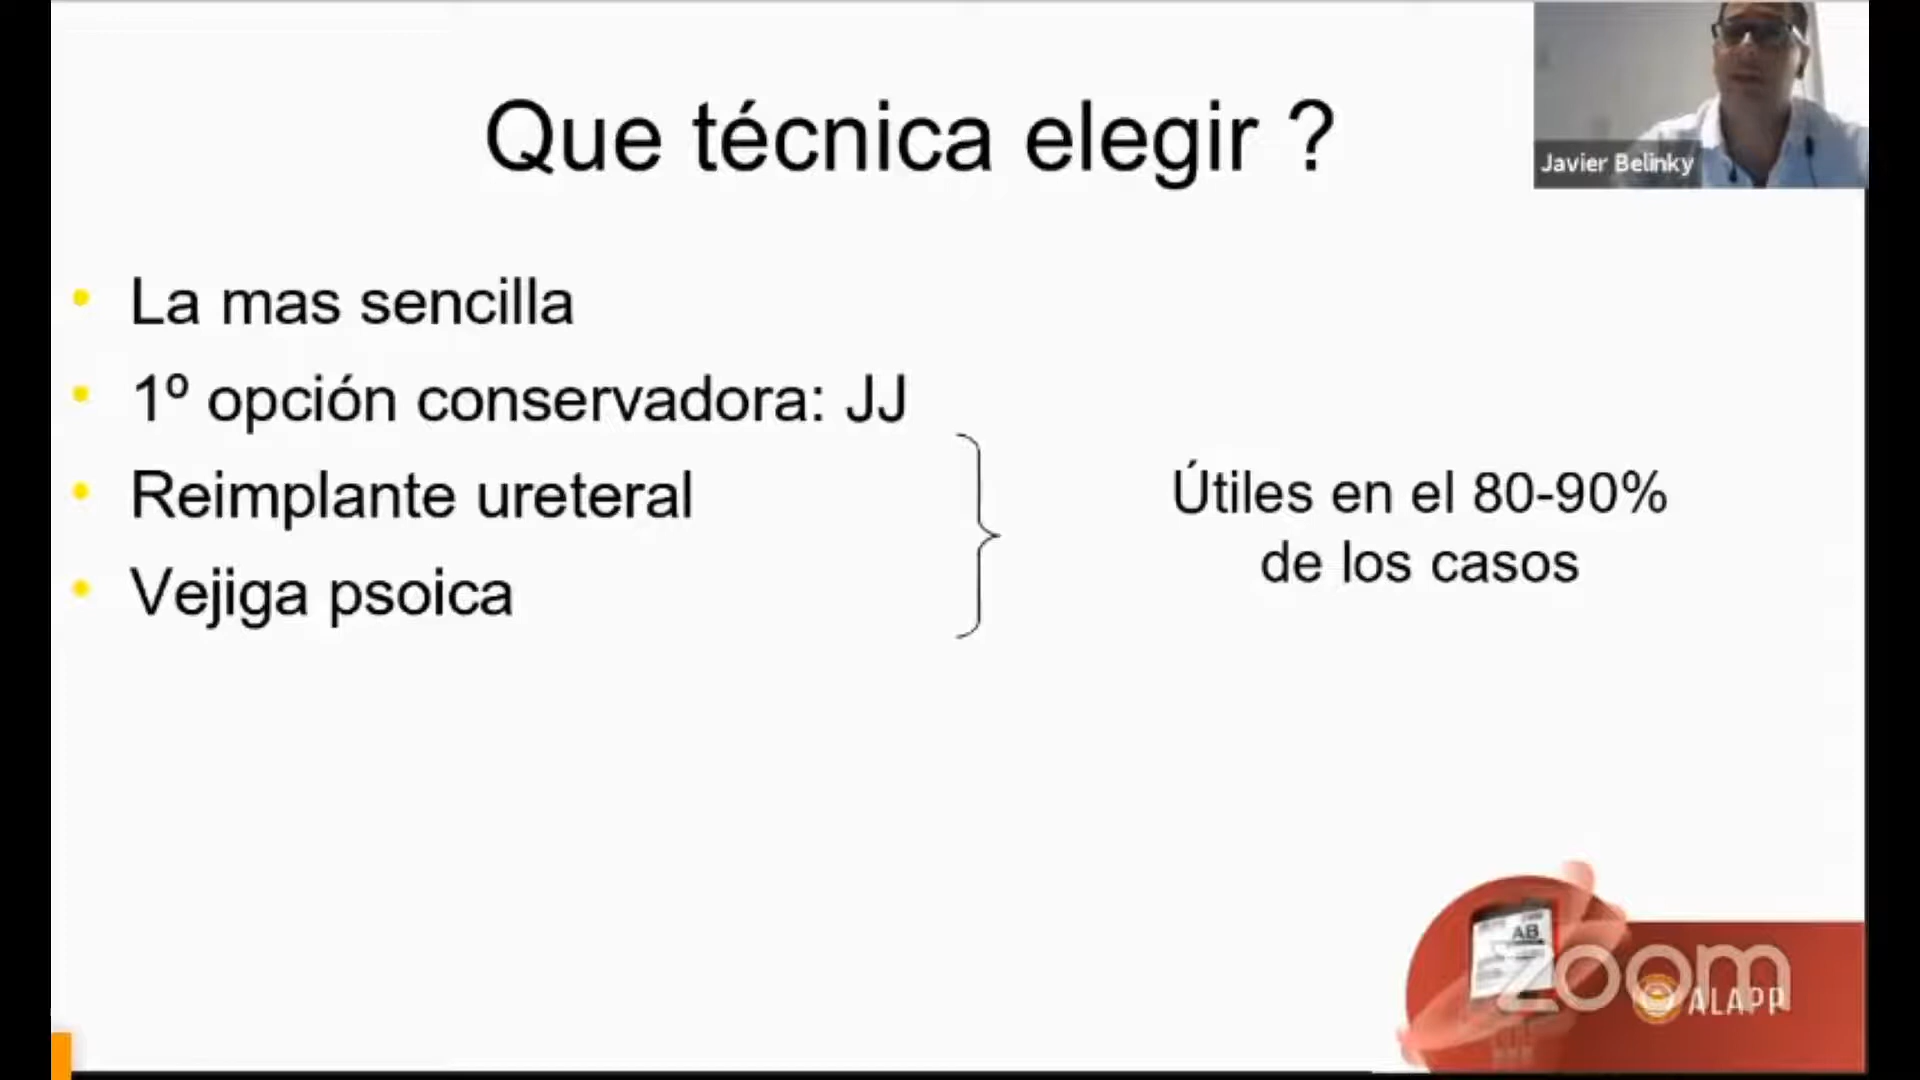 Que técnica elegir ?
Javier Belinky
La mas sencilla
1º opción conservadora: JJ
Reimplante ureteral
Vejiga psoica
Útiles en el 80-90%
de los casos
AB
zoom
ALAPP